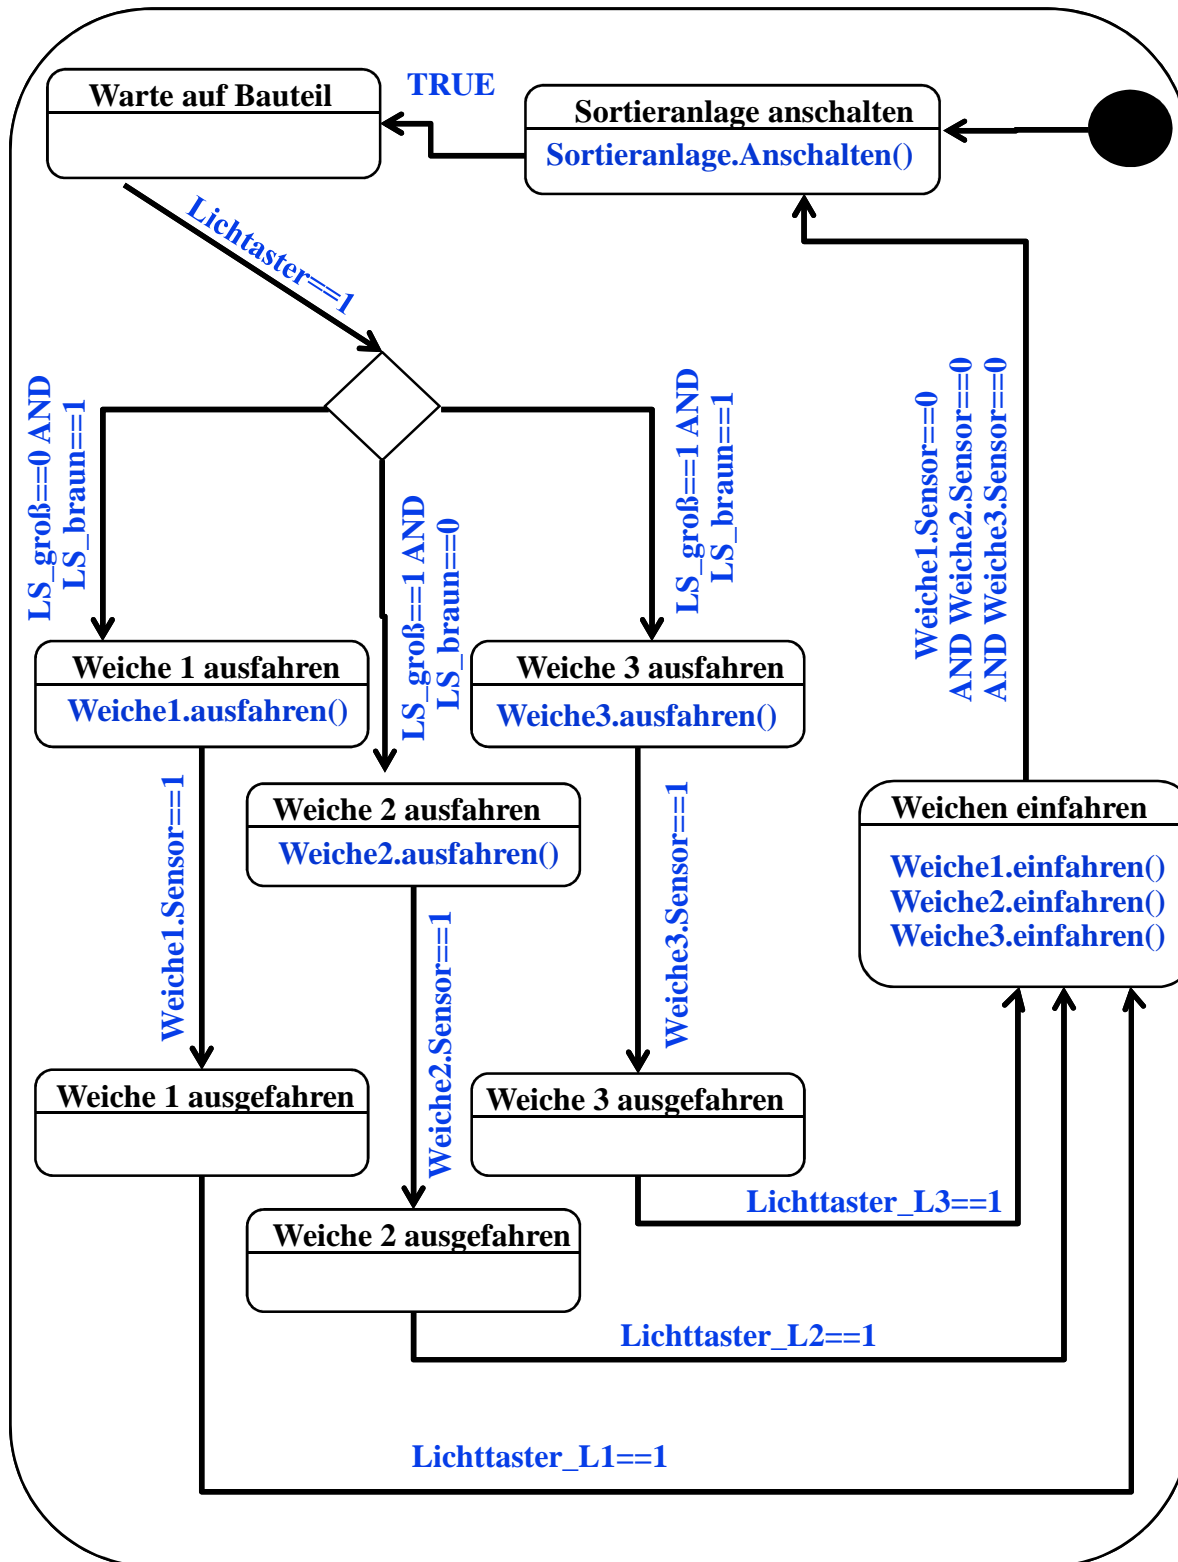 Warte auf Bauteil
TRUE
Sortieranlage anschalten
Sortieranlage.Anschalten()
Lichtaster==1
LS_groß==0 AND
LS_braun==1
LS_groß==1 AND
LS_braun==0
LS_groß==1 AND
LS_braun==1
Weiche1.Sensor==0
AND Weiche2.Sensor==0
AND Weiche3.Sensor==0
Weiche 1 ausfahren
Weiche1.ausfahren()
Weiche 3 ausfahren
Weiche3.ausfahren()
Weiche 2 ausfahren
Weiche2.ausfahren()
Weichen einfahren
Weiche1.einfahren()
Weiche2.einfahren()
Weiche3.einfahren()
Weiche1.Sensor==1
Weiche2.Sensor==1
Weiche3.Sensor==1
Weiche 1 ausgefahren
Weiche 3 ausgefahren
Weiche 2 ausgefahren
Lichttaster_L3==1
Lichttaster_L2==1
Lichttaster_L1==1